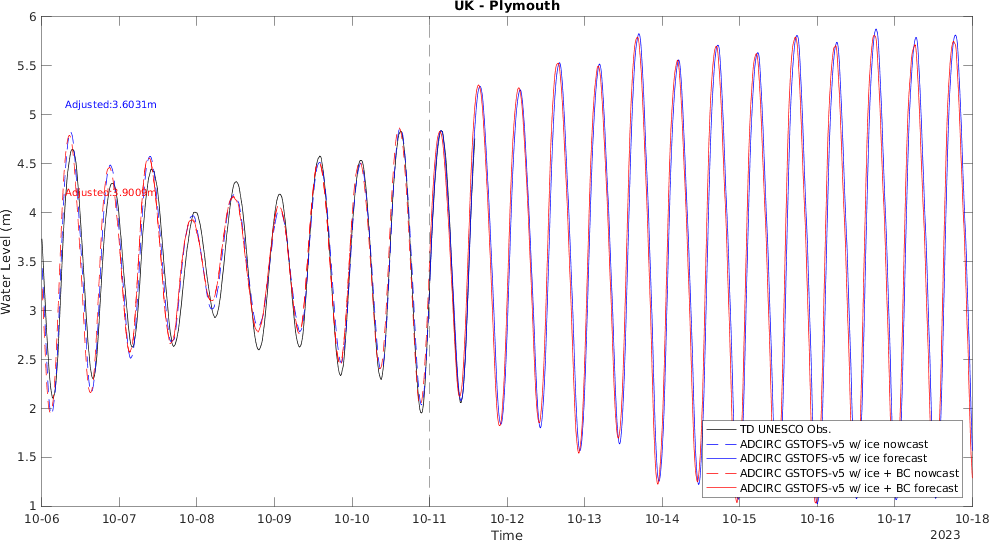 UK - Plymouth
6
5.5
5
4.5
4
3.5
3
2.5
2
1.5
1
Water Level (m)
Adjusted:3.6031m
Adjusted:3.9009m
TD UNESCO Obs.
ADCIRC GSTOFS-v5 w/ ice nowcast
ADCIRC GSTOFS-v5 w/ ice forecast
ADCIRC GSTOFS-v5 w/ ice + BC nowcast
ADCIRC GSTOFS-v5 w/ ice + BC forecast
10-06 10-07 10-08 10-09 10-10 10-11 10-12 10-13 10-14 10-15 10-16 10-17 10-18
Time
2023